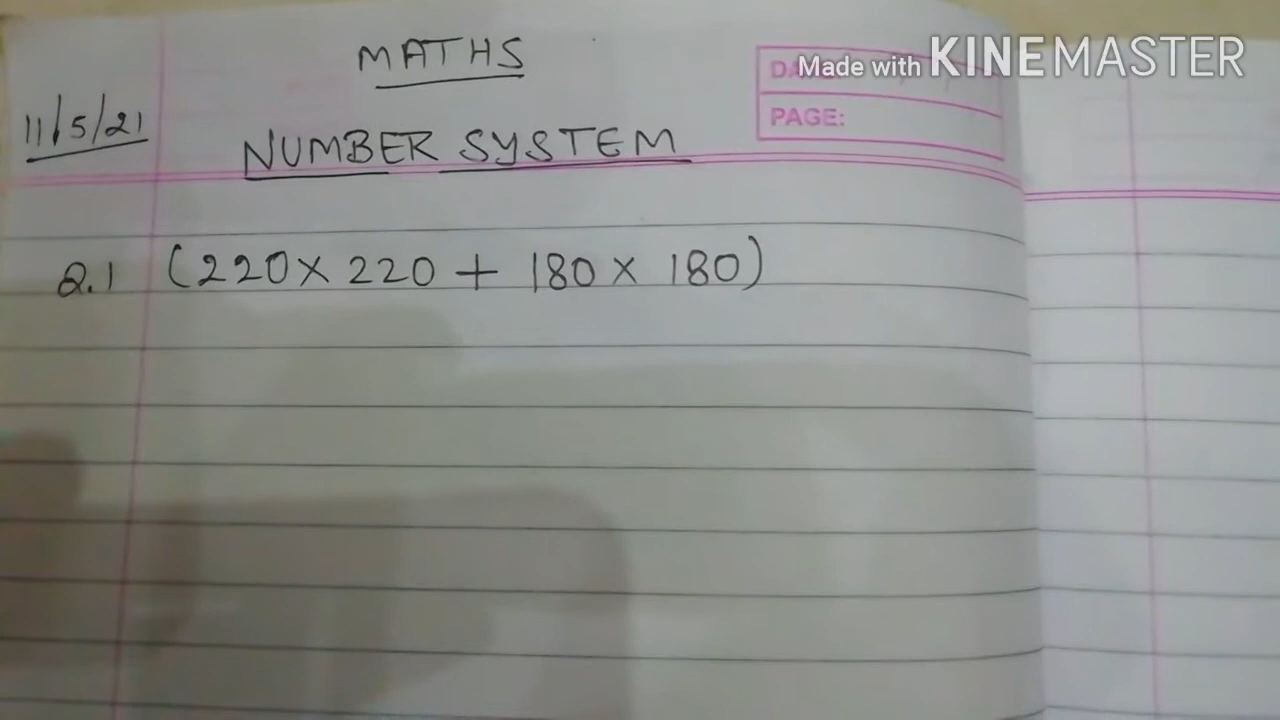 MATHS
Made with KINEMASTER
PAGE:
11/5/21
NUMBER SYSTEM
Q.1 (220 × 220 + 180 × 180)